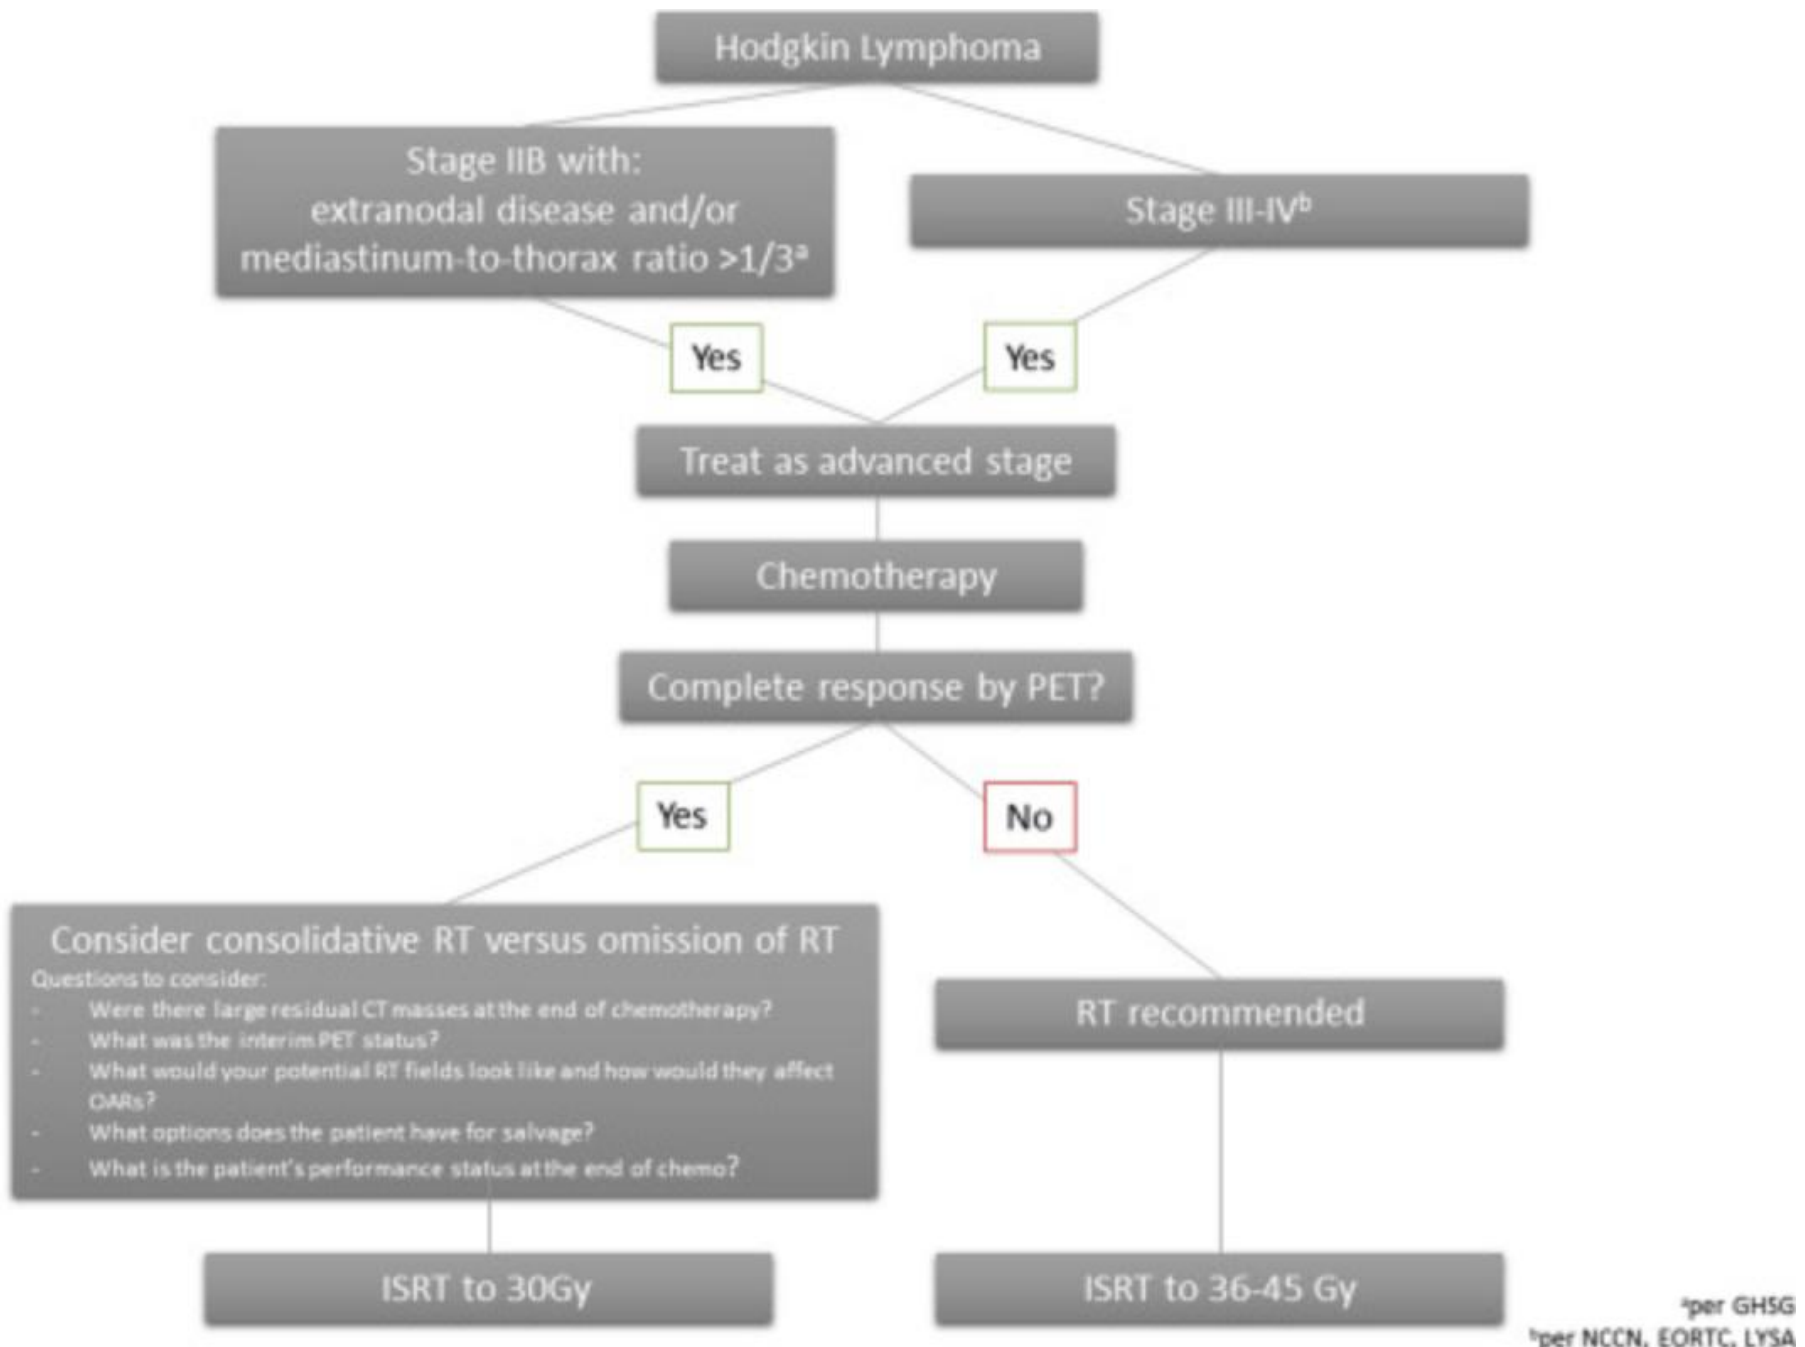 Hodgkin Lymphoma
Stage IIB with:
extranodal disease and/or
mediastinum-to-thorax ratio >1/3ᵃ
Stage III-IVᵇ
Yes
Yes
Treat as advanced stage
Chemotherapy
Complete response by PET?
Yes
No
Consider consolidative RT versus omission of RT
Questions to consider:
- Were there large residual CT masses at the end of chemotherapy?
- What was the interim PET status?
- What would your potential RT fields look like and how would they affect
OARs?
- What options does the patient have for salvage?
- What is the patient's performance status at the end of chemo?
RT recommended
ISRT to 30Gy
ISRT to 36-45 Gy
ᵃper GHSG
ᵇper NCCN, EORTC, LYSA